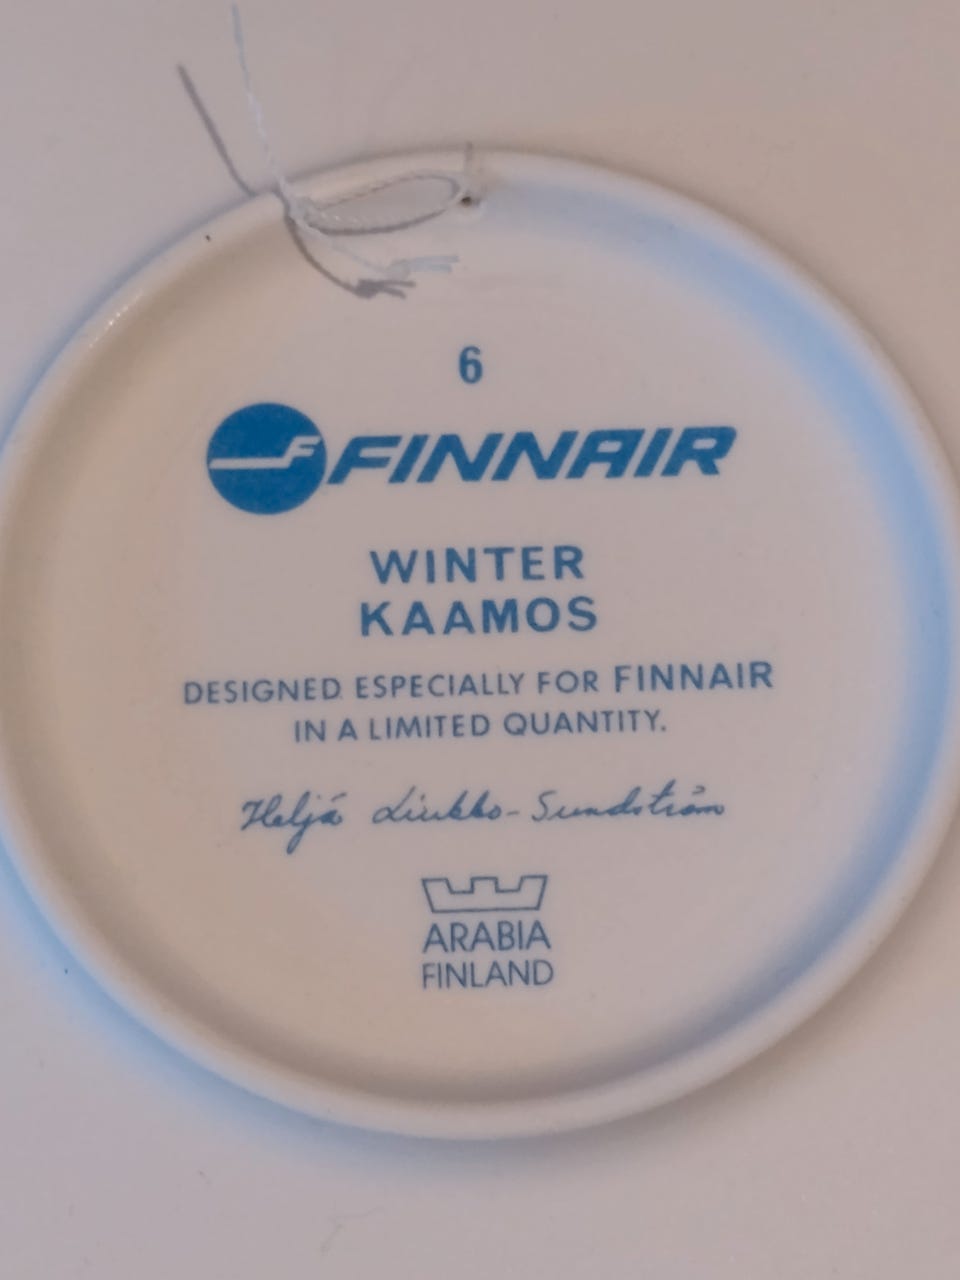 6
F FINNAIR
WINTER
KAAMOS
DESIGNED ESPECIALLY FOR FINNAIR
IN A LIMITED QUANTITY.
Heljä Liukko-Sundström
ARABIA
FINLAND